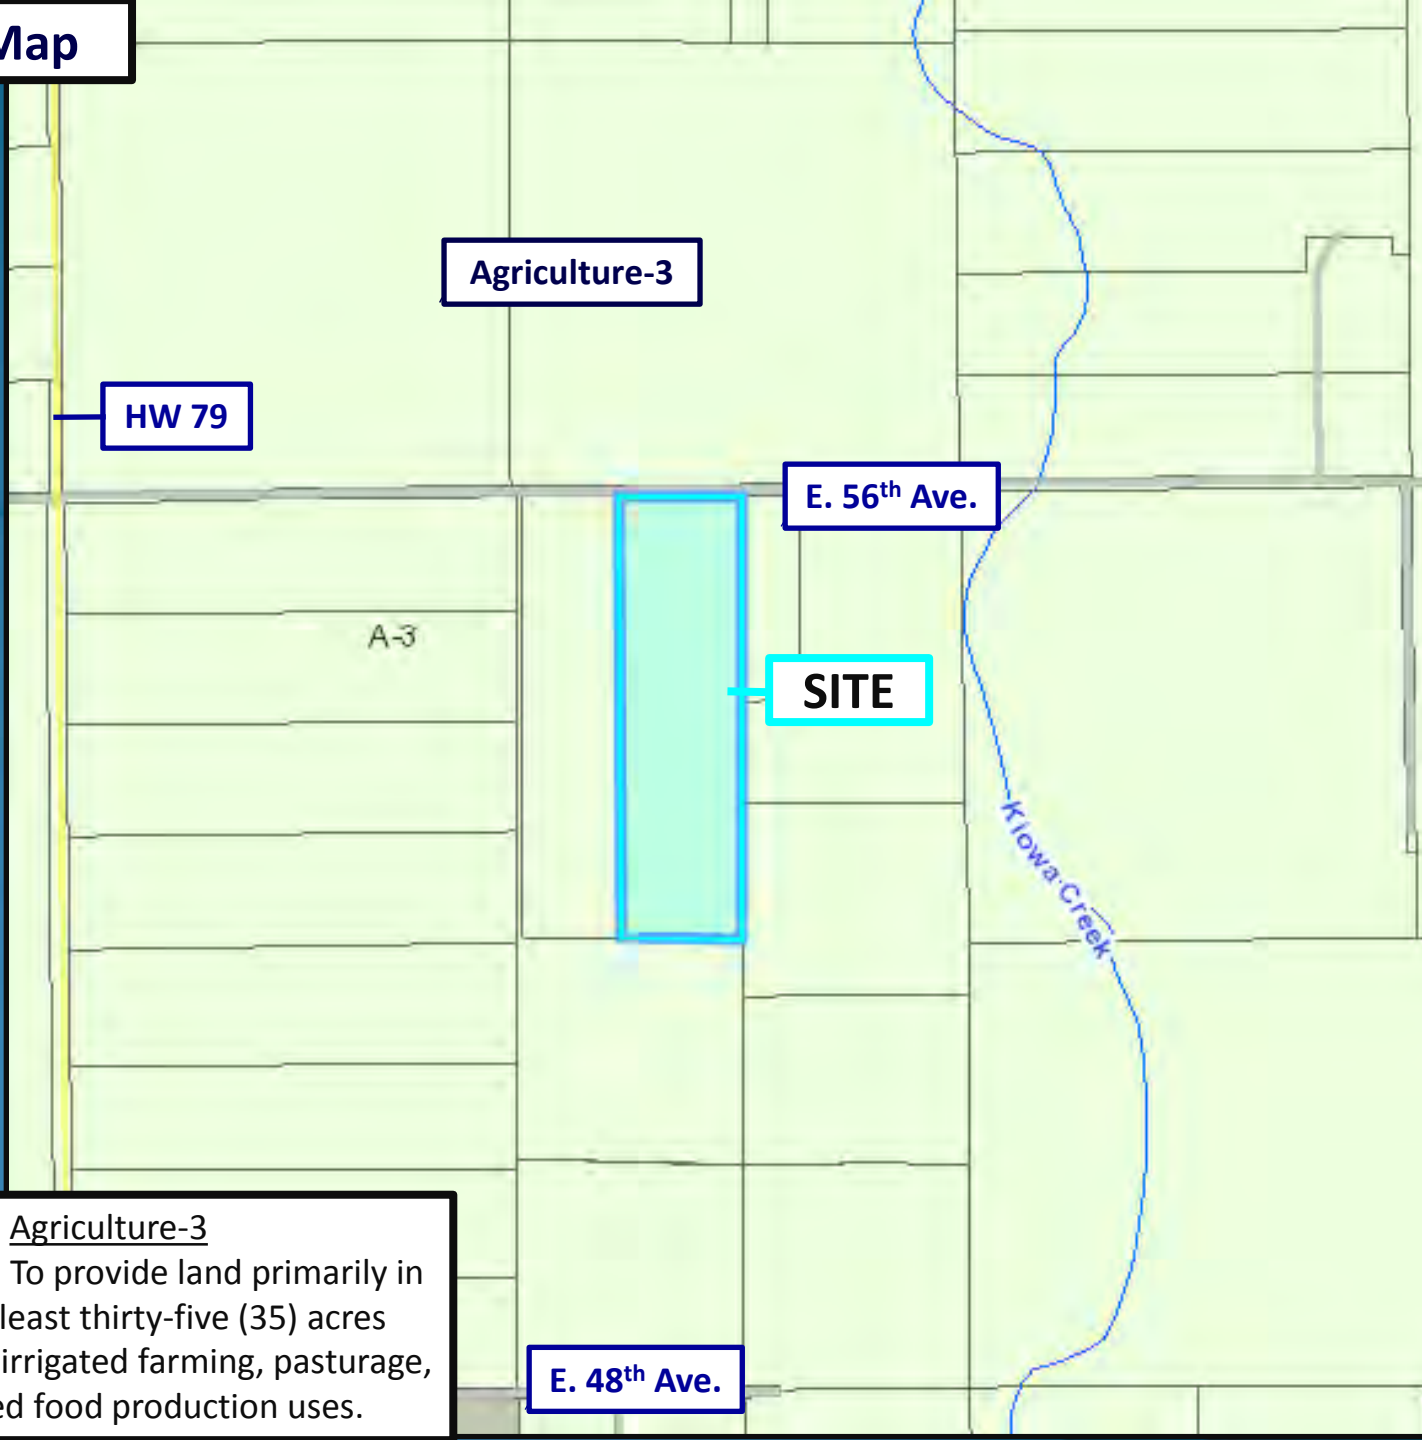 Map
Agriculture-3
HW 79
E. 56th Ave.
A-3
SITE
Kiowa Creek
Agriculture-3
To provide land primarily in
least thirty-five (35) acres
irrigated farming, pasturage,
ed food production uses.
E. 48th Ave.